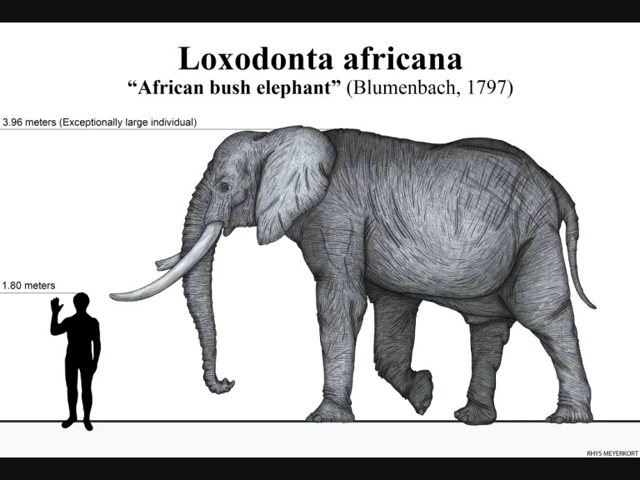 Loxodonta africana
“African bush elephant” (Blumenbach, 1797)
3.96 meters (Exceptionally large individual)
1.80 meters
RHYS MEYERKORT